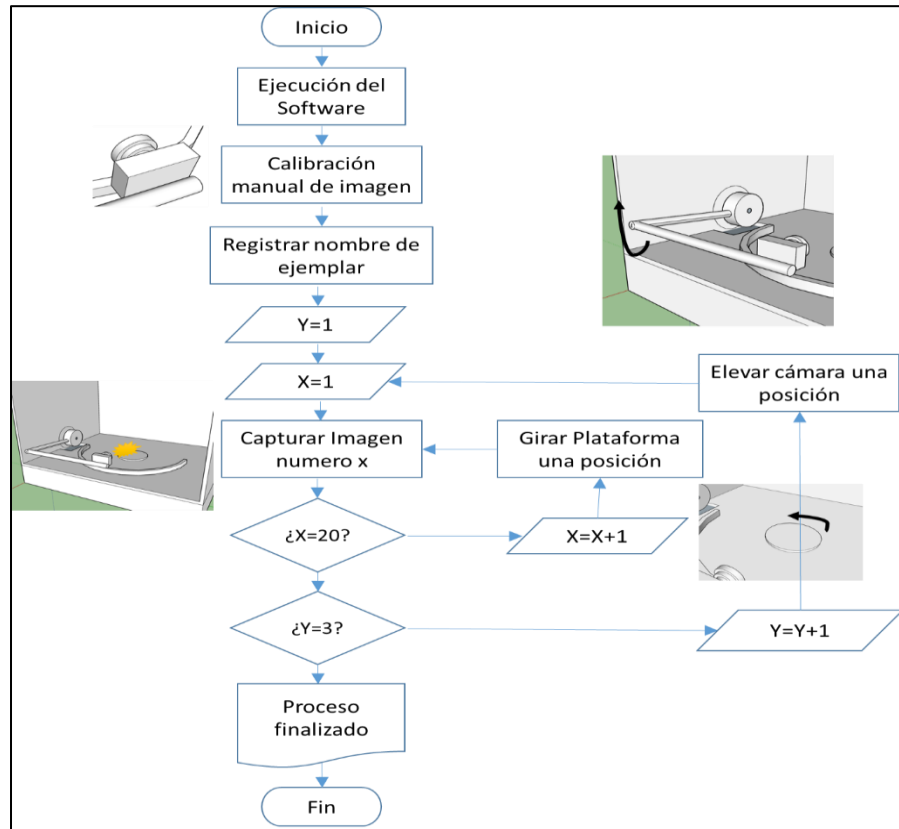 Inicio
Ejecución del
Software
Calibración
manual de imagen
Registrar nombre de
ejemplar
Y=1
X=1
Elevar cámara una
posición
Capturar Imagen
numero x
Girar Plataforma
una posición
¿X=20?
X=X+1
¿Y=3?
Y=Y+1
Proceso
finalizado
Fin